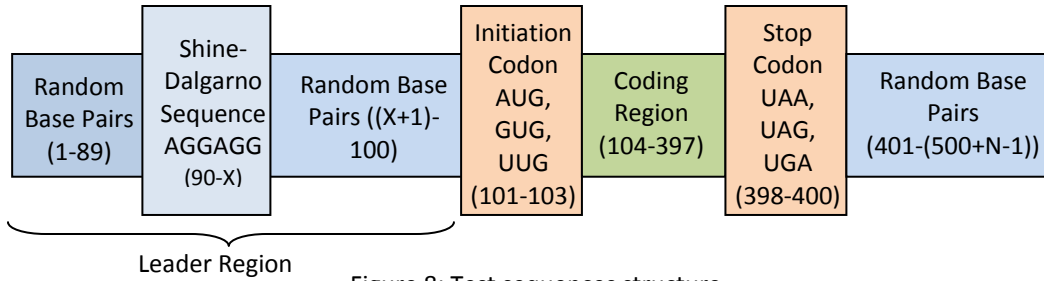 Random
Base Pairs
(1-89)
Shine-
Dalgarno
Sequence
AGGAGG
(90-X)
Random Base
Pairs ((X+1)-
100)
Initiation
Codon
AUG,
GUG,
UUG
(101-103)
Coding
Region
(104-397)
Stop
Codon
UAA,
UAG,
UGA
(398-400)
Random Base
Pairs
(401-(500+N-1))
Leader Region
Figure 8: Test sequences structure